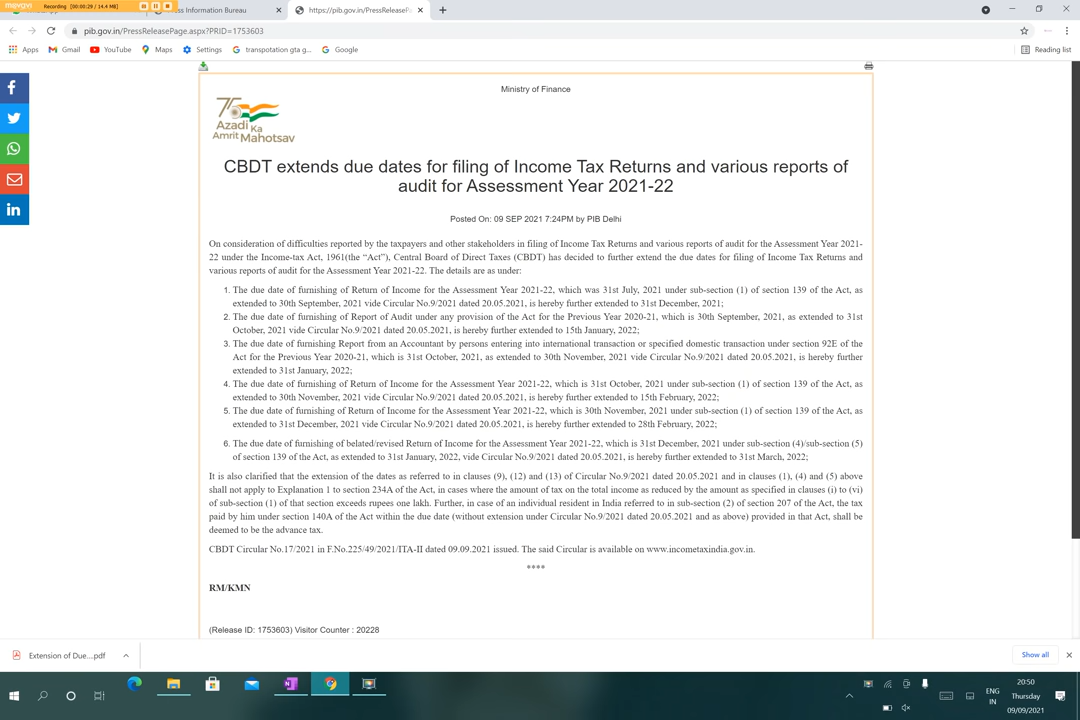 movavi Recording 00:00:29 / 14.4 MB
Press Information Bureau
https://pib.gov.in/PressReleaseP
pib.gov.in/PressReleasePage.aspx?PRID=1753603
Apps Gmail YouTube Maps Settings transpotation gta g... Google Reading list
Ministry of Finance
75
Azadi Ka
Amrit Mahotsav
CBDT extends due dates for filing of Income Tax Returns and various reports of
audit for Assessment Year 2021-22
Posted On: 09 SEP 2021 7:24PM by PIB Delhi
On consideration of difficulties reported by the taxpayers and other stakeholders in filing of Income Tax Returns and various reports of audit for the Assessment Year 2021-
22 under the Income-tax Act, 1961(the “Act”), Central Board of Direct Taxes (CBDT) has decided to further extend the due dates for filing of Income Tax Returns and
various reports of audit for the Assessment Year 2021-22. The details are as under:
1. The due date of furnishing of Return of Income for the Assessment Year 2021-22, which was 31st July, 2021 under sub-section (1) of section 139 of the Act, as
extended to 30th September, 2021 vide Circular No.9/2021 dated 20.05.2021, is hereby further extended to 31st December, 2021;
2. The due date of furnishing of Report of Audit under any provision of the Act for the Previous Year 2020-21, which is 30th September, 2021, as extended to 31st
October, 2021 vide Circular No.9/2021 dated 20.05.2021, is hereby further extended to 15th January, 2022;
3. The due date of furnishing Report from an Accountant by persons entering into international transaction or specified domestic transaction under section 92E of the
Act for the Previous Year 2020-21, which is 31st October, 2021, as extended to 30th November, 2021 vide Circular No.9/2021 dated 20.05.2021, is hereby further
extended to 31st January, 2022;
4. The due date of furnishing of Return of Income for the Assessment Year 2021-22, which is 31st October, 2021 under sub-section (1) of section 139 of the Act, as
extended to 30th November, 2021 vide Circular No.9/2021 dated 20.05.2021, is hereby further extended to 15th February, 2022;
5. The due date of furnishing of Return of Income for the Assessment Year 2021-22, which is 30th November, 2021 under sub-section (1) of section 139 of the Act, as
extended to 31st December, 2021 vide Circular No.9/2021 dated 20.05.2021, is hereby further extended to 28th February, 2022;
6. The due date of furnishing of belated/revised Return of Income for the Assessment Year 2021-22, which is 31st December, 2021 under sub-section (4)/sub-section (5)
of section 139 of the Act, as extended to 31st January, 2022, vide Circular No.9/2021 dated 20.05.2021, is hereby further extended to 31st March, 2022;
It is also clarified that the extension of the dates as referred to in clauses (9), (12) and (13) of Circular No.9/2021 dated 20.05.2021 and in clauses (1), (4) and (5) above
shall not apply to Explanation 1 to section 234A of the Act, in cases where the amount of tax on the total income as reduced by the amount as specified in clauses (i) to (vi)
of sub-section (1) of that section exceeds rupees one lakh. Further, in case of an individual resident in India referred to in sub-section (2) of section 207 of the Act, the tax
paid by him under section 140A of the Act within the due date (without extension under Circular No.9/2021 dated 20.05.2021 and as above) provided in that Act, shall be
deemed to be the advance tax.
CBDT Circular No.17/2021 in F.No.225/49/2021/ITA-II dated 09.09.2021 issued. The said Circular is available on www.incometaxindia.gov.in.
****
RM/KMN
(Release ID: 1753603) Visitor Counter : 20228
Extension of Due....pdf Show all
20:50
ENG Thursday
IN 09/09/2021